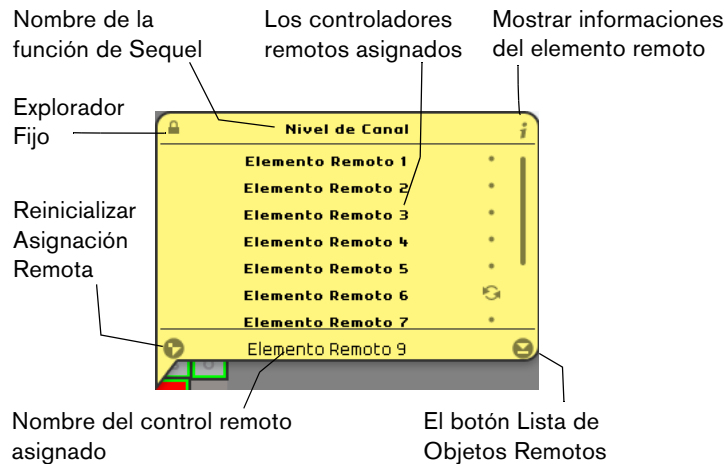 Nombre de la
función de Sequel
Los controladores
remotos asignados
Mostrar informaciones
del elemento remoto
Explorador
Fijo
Nivel de Canal
i
Elemento Remoto 1
Elemento Remoto 2
Elemento Remoto 3
Elemento Remoto 4
Elemento Remoto 5
Elemento Remoto 6
Elemento Remoto 7
Elemento Remoto 9
Reinicializar
Asignación
Remota
Nombre del control remoto
asignado
El botón Lista de
Objetos Remotos